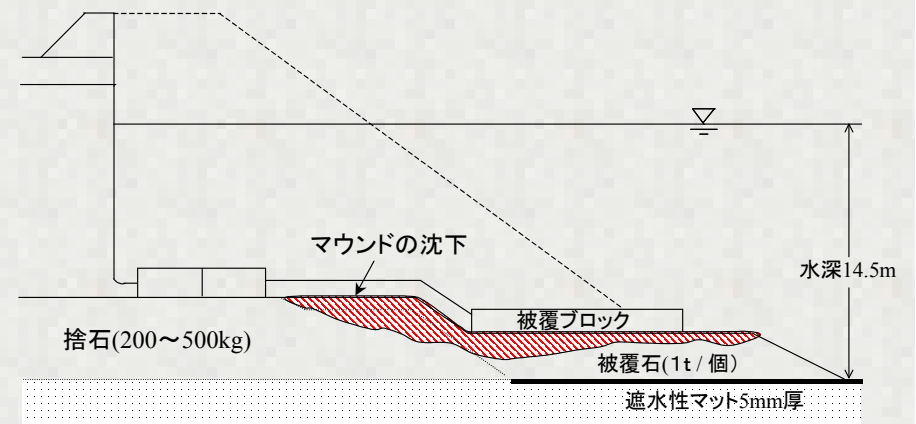 マウンドの沈下
水深14.5m
被覆ブロック
捨石(200～500kg)
被覆石(1t / 個)
遮水性マット5mm厚